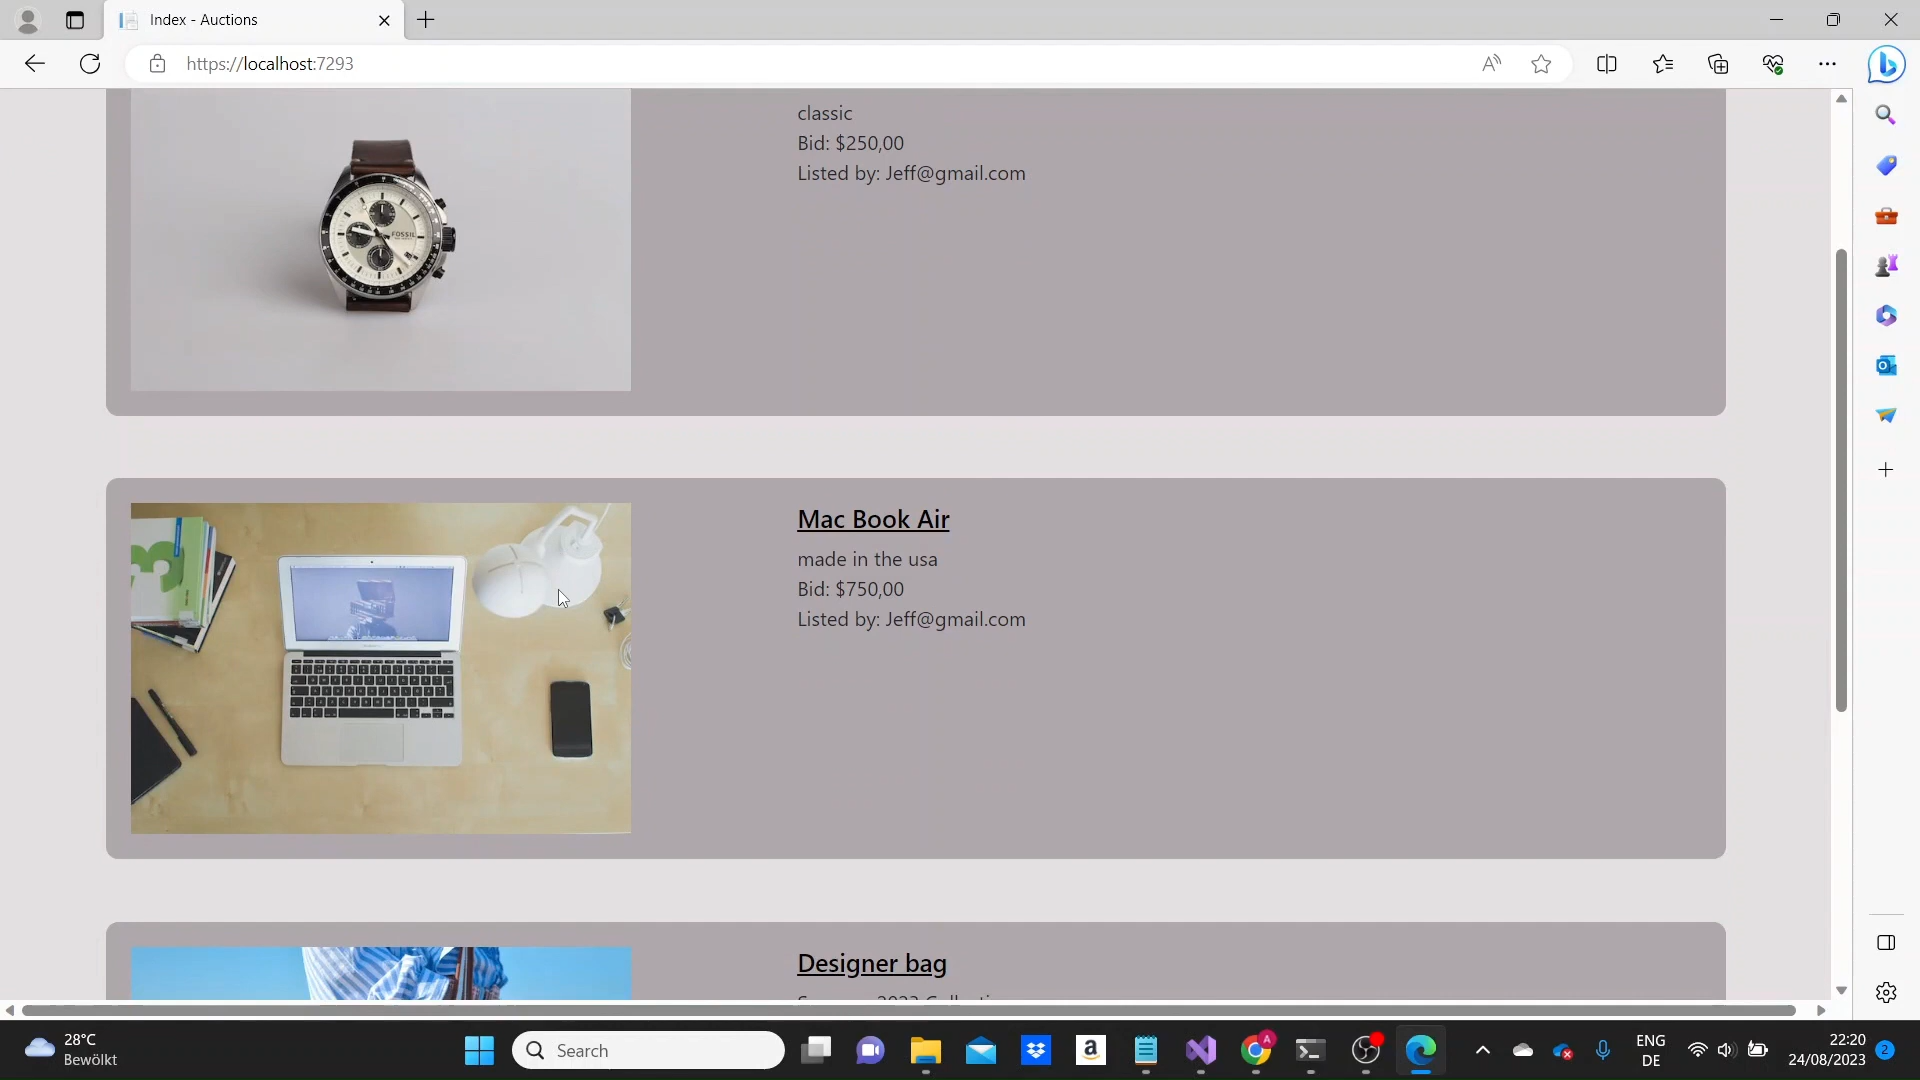 Index - Auctions
https://localhost:7293
classic
Bid: $250,00
Listed by: Jeff@gmail.com
FOSSIL
Mac Book Air
made in the usa
Bid: $750,00
Listed by: Jeff@gmail.com
Designer bag
28°C
Bewölkt
Search
ENG
DE
22:20
24/08/2023
2